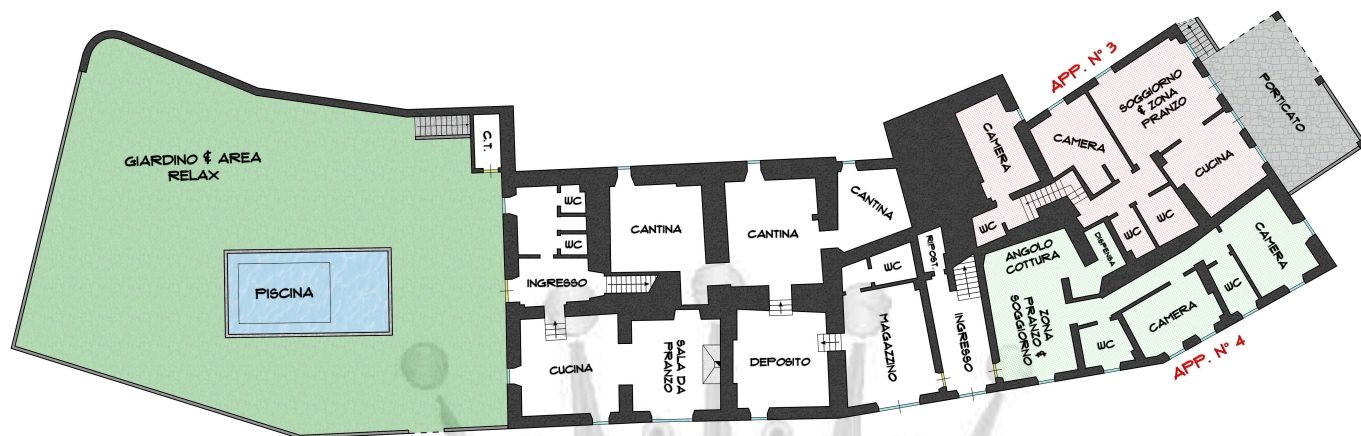 GIARDINO & AREA
RELAX
PISCINA
C.T.
WC
WC
INGRESSO
CANTINA
CANTINA
CANTINA
CUCINA
SALA DA
PRANZO
DEPOSITO
MAGAZZINO
WC
RIPOST.
INGRESSO
APP. N° 3
CAMERA
CAMERA
SOGGIORNO
& ZONA
PRANZO
CUCINA
PORTICATO
WC
WC
WC
DISPENSA
ANGOLO
COTTURA
ZONA
PRANZO &
SOGGIORNO
WC
CAMERA
WC
CAMERA
APP. N° 4